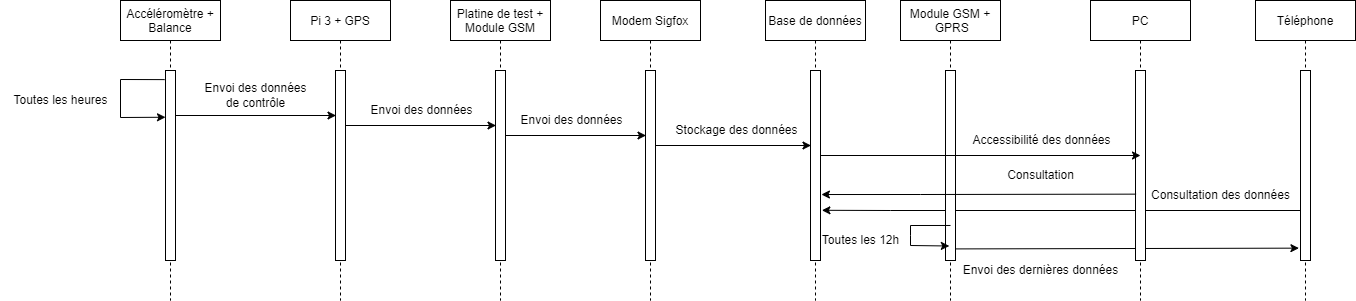 Accéléromètre +
Balance
Pi 3 + GPS
Platine de test +
Module GSM
Modem Sigfox
Base de données
Module GSM +
GPRS
PC
Téléphone
Toutes les heures
Envoi des données
de contrôle
Envoi des données
Envoi des données
Stockage des données
Accessibilité des données
Consultation
Consultation des données
Toutes les 12h
Envoi des dernières données